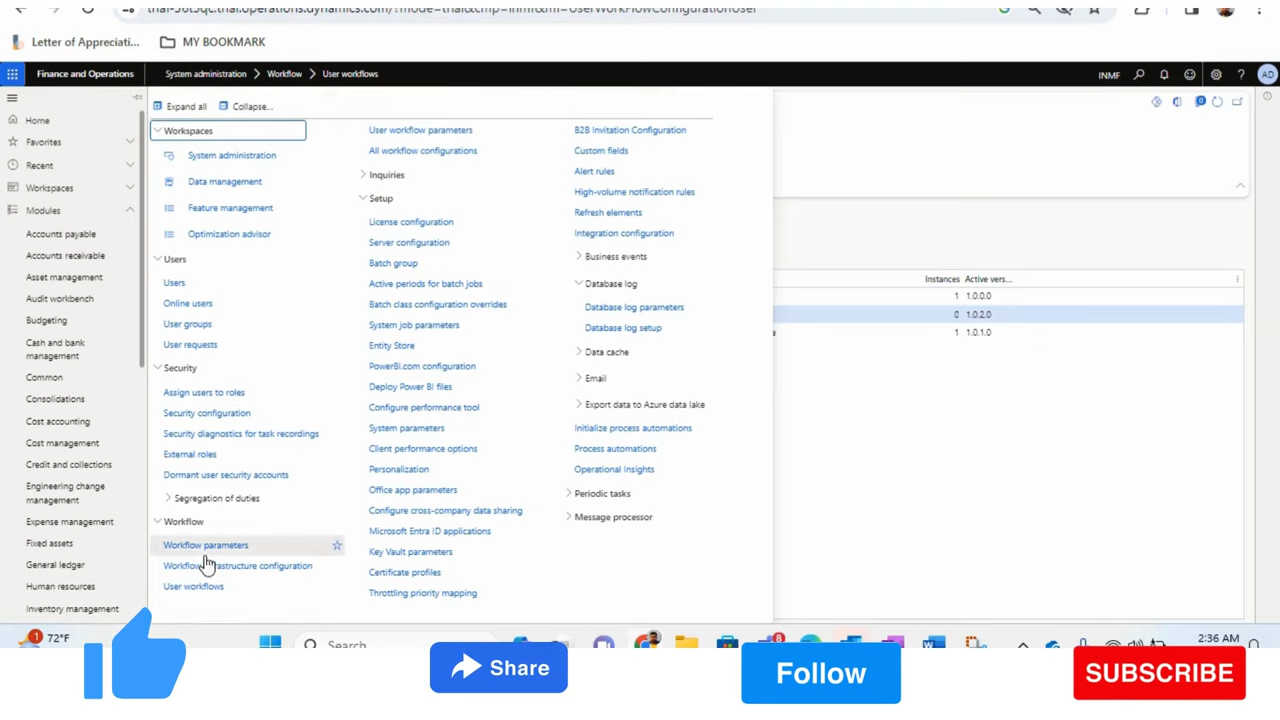 Letter of Appreciati...
MY BOOKMARK
Finance and Operations
System administration > Workflow > User workflows
INMF
AD
Home
Favorites
Recent
Workspaces
Modules
Accounts payable
Accounts receivable
Asset management
Audit workbench
Budgeting
Cash and bank
management
Common
Consolidations
Cost accounting
Cost management
Credit and collections
Engineering change
management
Expense management
Fixed assets
General ledger
Human resources
Inventory management
Expand all
Collapse...
Workspaces
System administration
Data management
Feature management
Optimization advisor
Users
Users
Online users
User groups
User requests
Security
Assign users to roles
Security configuration
Security diagnostics for task recordings
External roles
Dormant user security accounts
Segregation of duties
Workflow
Workflow parameters
Workflow infrastructure configuration
User workflows
User workflow parameters
All workflow configurations
Inquiries
Setup
License configuration
Server configuration
Batch group
Active periods for batch jobs
Batch class configuration overrides
System job parameters
Entity Store
PowerBI.com configuration
Deploy Power BI files
Configure performance tool
System parameters
Client performance options
Personalization
Office app parameters
Configure cross-company data sharing
Microsoft Entra ID applications
Key Vault parameters
Certificate profiles
Throttling priority mapping
B2B Invitation Configuration
Custom fields
Alert rules
High-volume notification rules
Refresh elements
Integration configuration
Business events
Database log
Database log parameters
Database log setup
Data cache
Email
Export data to Azure data lake
Initialize process automations
Process automations
Operational Insights
Periodic tasks
Message processor
Instances Active vers...
1 1.0.0.0
0 1.0.2.0
1 1.0.1.0
1
72°F
Search
8
2:36 AM
Share
Follow
SUBSCRIBE